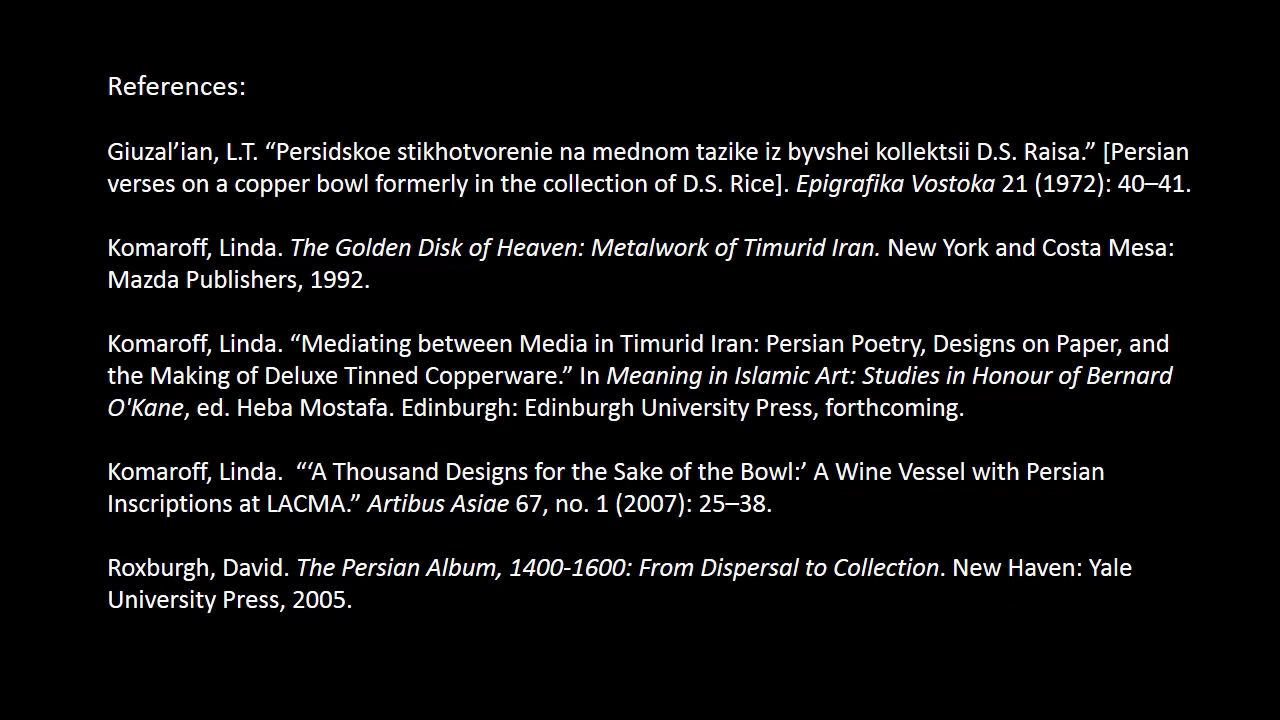 References:
Giuzal’ian, L.T. “Persidskoe stikhotvorenie na mednom tazike iz byvshei kollektsii D.S. Raisa.” [Persian
verses on a copper bowl formerly in the collection of D.S. Rice]. Epigrafika Vostoka 21 (1972): 40–41.
Komaroff, Linda. The Golden Disk of Heaven: Metalwork of Timurid Iran. New York and Costa Mesa:
Mazda Publishers, 1992.
Komaroff, Linda. “Mediating between Media in Timurid Iran: Persian Poetry, Designs on Paper, and
the Making of Deluxe Tinned Copperware.” In Meaning in Islamic Art: Studies in Honour of Bernard
O'Kane, ed. Heba Mostafa. Edinburgh: Edinburgh University Press, forthcoming.
Komaroff, Linda.  “‘A Thousand Designs for the Sake of the Bowl:’ A Wine Vessel with Persian
Inscriptions at LACMA.” Artibus Asiae 67, no. 1 (2007): 25–38.
Roxburgh, David. The Persian Album, 1400-1600: From Dispersal to Collection. New Haven: Yale
University Press, 2005.